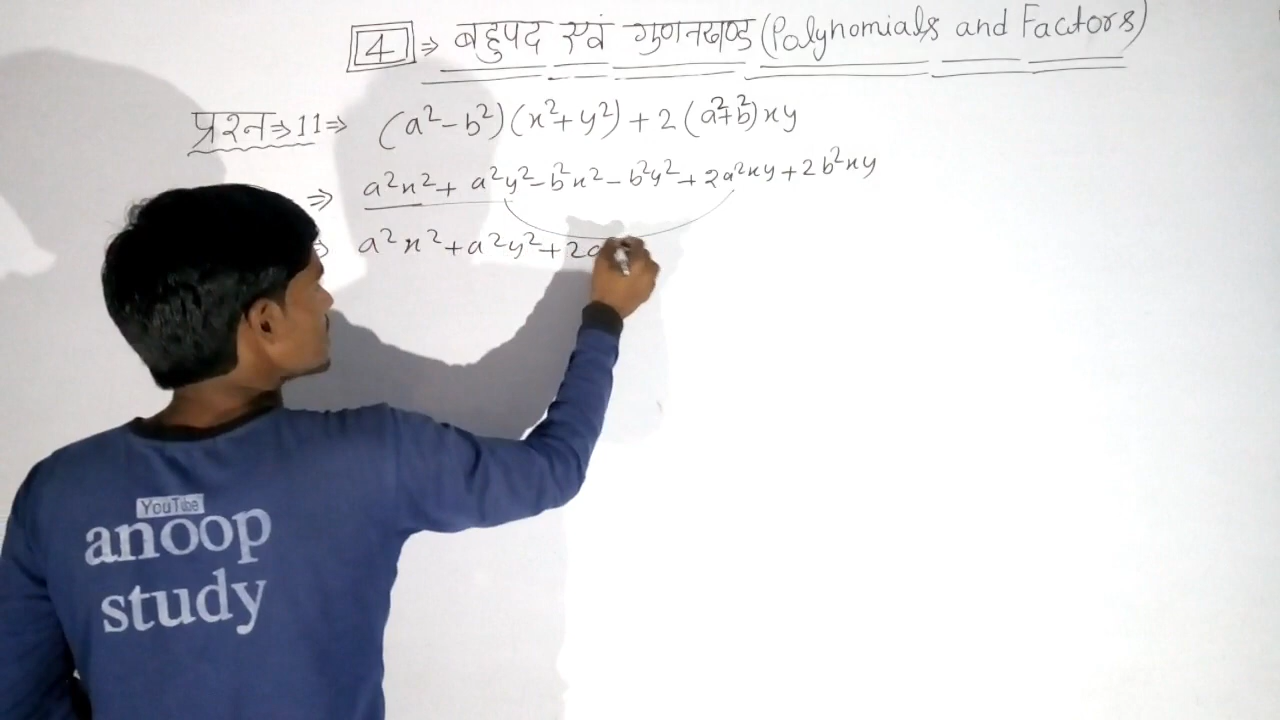 4 ⇒ बहुपद एवं गुणनखण्ड (Polynomials and Factors)
प्रश्न ⇒ 11 ⇒ (a²-b²)(x²+y²)+2(a²+b²)xy
⇒ a²x²+a²y²-b²x²-b²y²+2a²xy+2b²xy
⇒ a²x²+a²y²+2a
YouTube
anoop
study